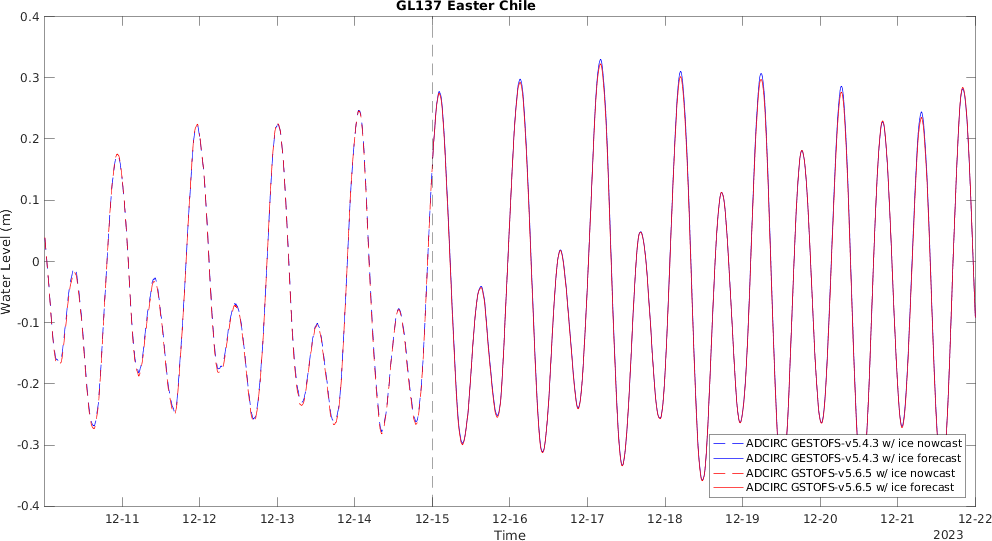 GL137 Easter Chile
0.4
0.3
0.2
0.1
0
-0.1
-0.2
-0.3
-0.4
Water Level (m)
ADCIRC GESTOFS-v5.4.3 w/ ice nowcast
ADCIRC GESTOFS-v5.4.3 w/ ice forecast
ADCIRC GSTOFS-v5.6.5 w/ ice nowcast
ADCIRC GSTOFS-v5.6.5 w/ ice forecast
12-11 12-12 12-13 12-14 12-15 12-16 12-17 12-18 12-19 12-20 12-21 12-22
Time
2023